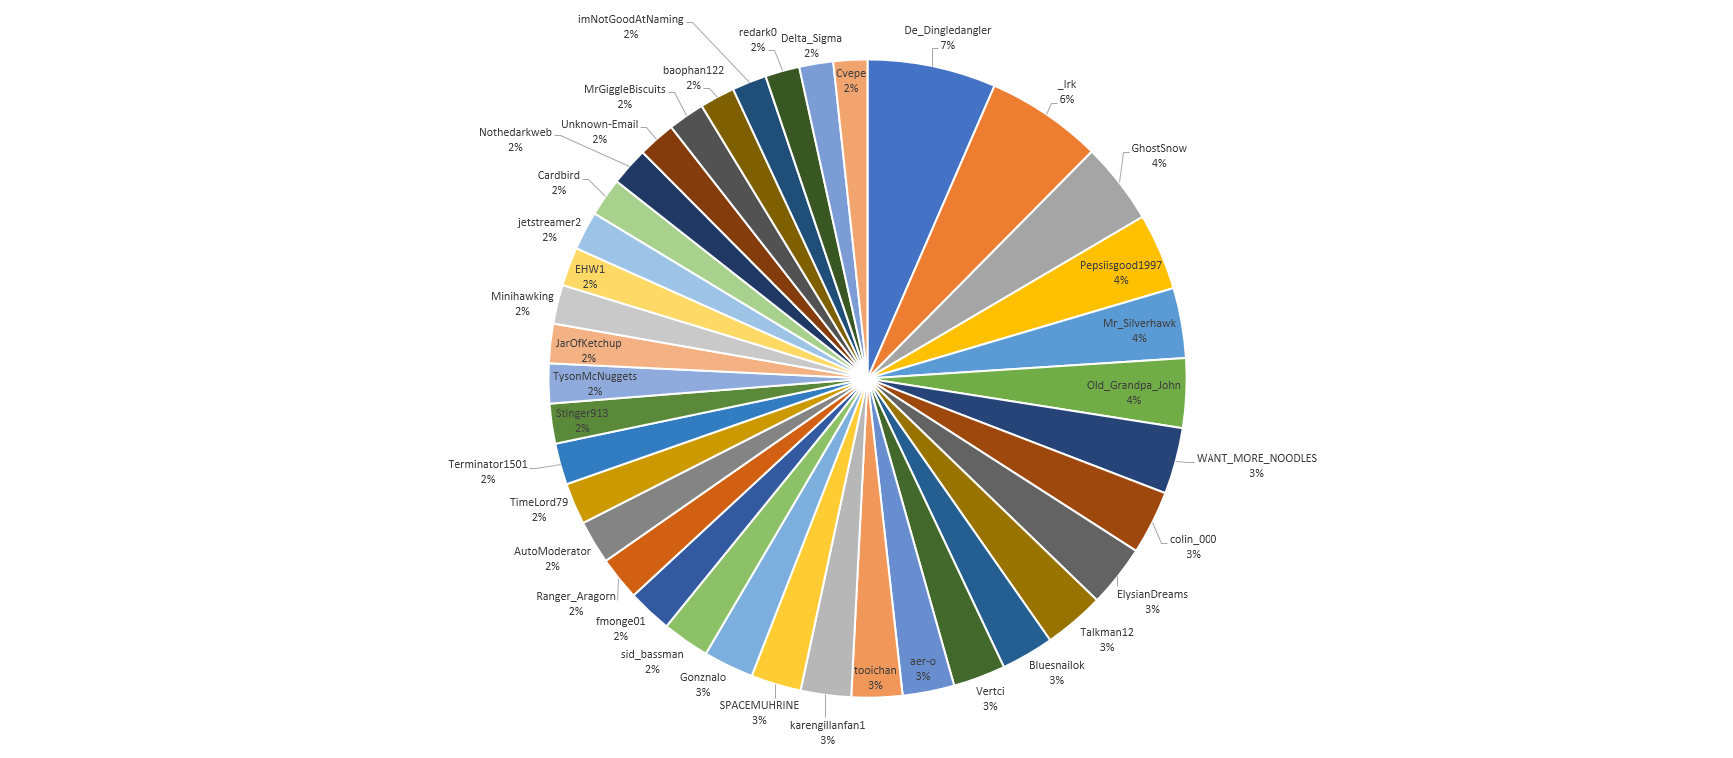 De_Dingledangler
7%
_Irk
6%
GhostSnow
4%
Pepsiisgood1997
4%
Mr_Silverhawk
4%
Old_Grandpa_John
4%
WANT_MORE_NOODLES
3%
colin_000
3%
ElysianDreams
3%
Talkman12
3%
Bluesnailok
3%
Vertci
3%
aer-o
3%
tooichan
3%
karengillanfan1
3%
SPACEMUHRINE
3%
Gonznalo
3%
sid_bassman
2%
fmonge01
2%
Ranger_Aragorn
2%
AutoModerator
2%
TimeLord79
2%
Terminator1501
2%
Stinger913
2%
TysonMcNuggets
2%
JarOfKetchup
2%
Minihawking
2%
EHW1
2%
jetstreamer2
2%
Cardbird
2%
Nothedarkweb
2%
Unknown-Email
2%
MrGiggleBiscuits
2%
baophan122
2%
imNotGoodAtNaming
2%
redark0
2%
Delta_Sigma
2%
Cvepe
2%